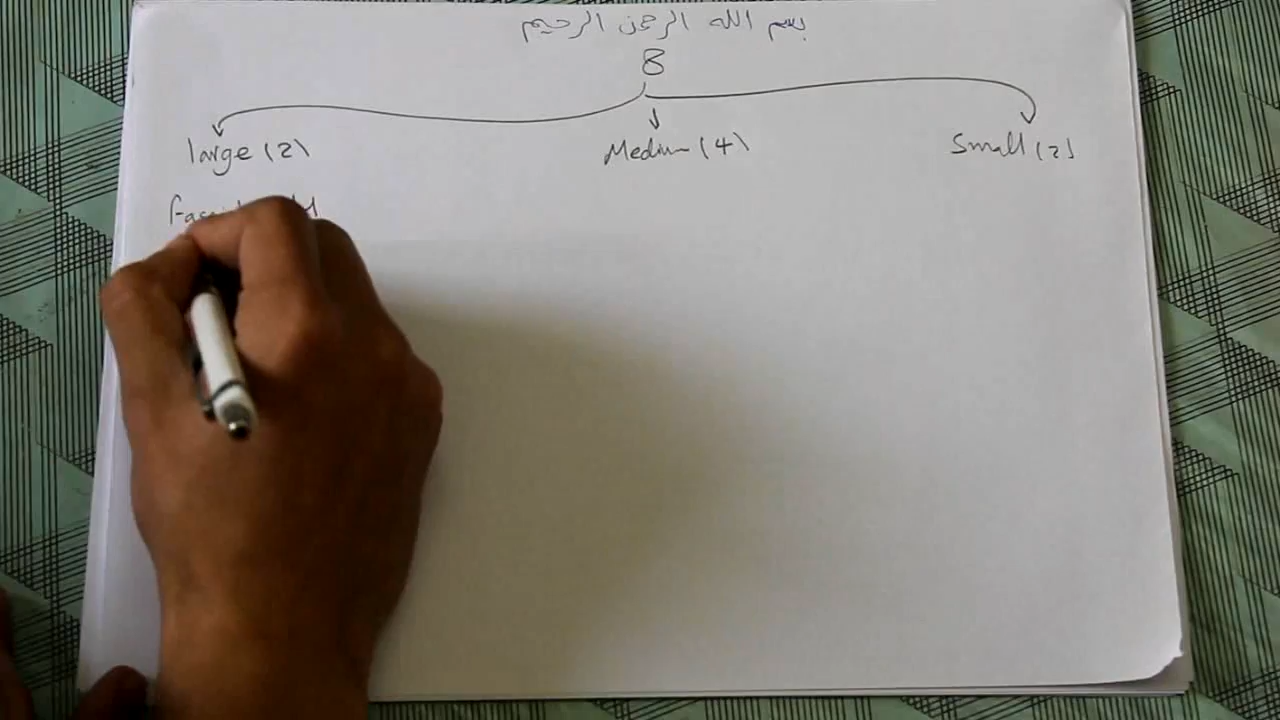 بسم الله الرحمن الرحيم
8
large (2)
Medium (4)
Small (2)